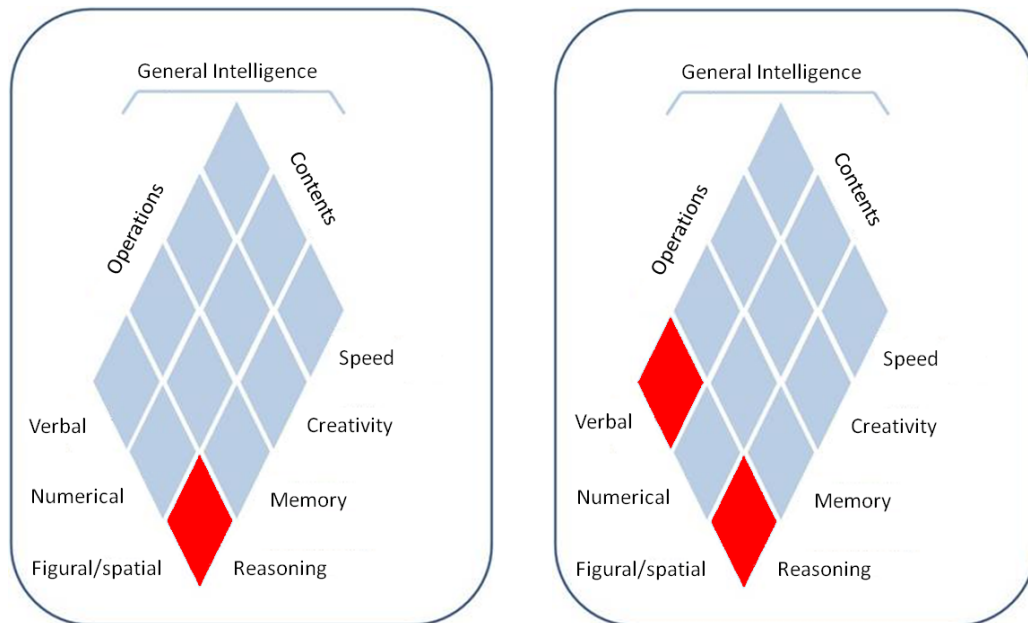 General Intelligence
Operations
Contents
Speed
Verbal
Creativity
Numerical
Memory
Figural/spatial
Reasoning
General Intelligence
Operations
Contents
Speed
Verbal
Creativity
Numerical
Memory
Figural/spatial
Reasoning